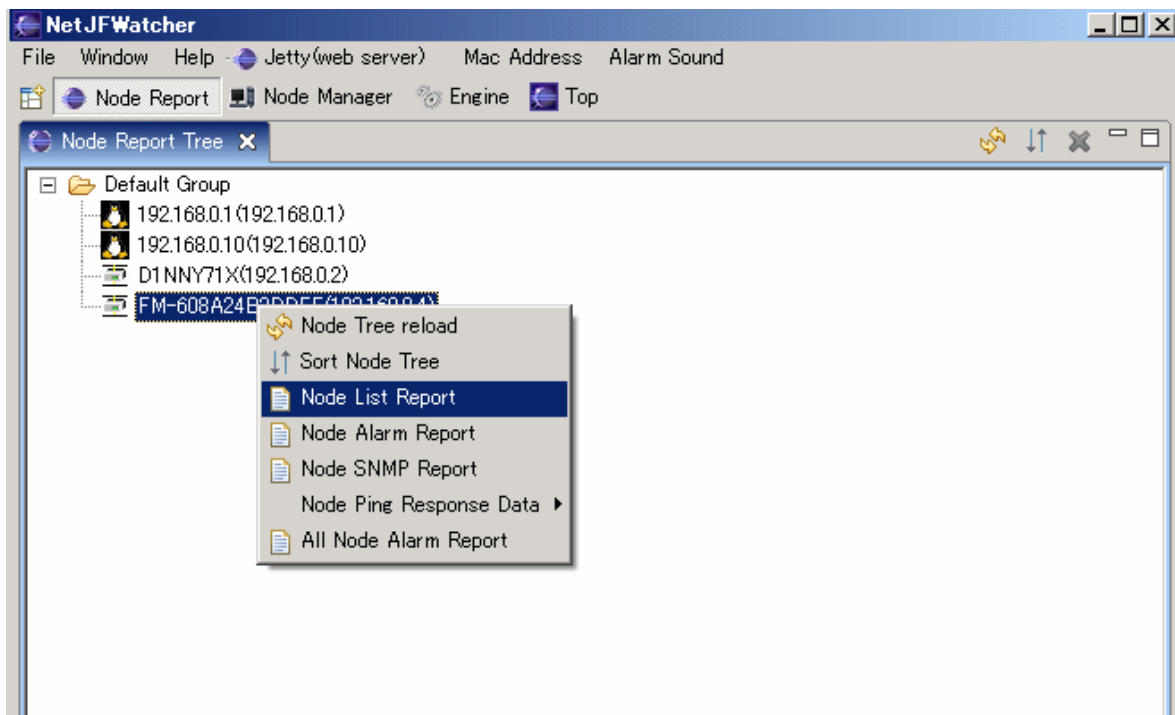 NetJFWatcher
File Window Help Jetty(web server) Mac Address Alarm Sound
Node Report Node Manager Engine Top
Node Report Tree
Default Group
192.168.0.1(192.168.0.1)
192.168.0.10(192.168.0.10)
D1NNY71X(192.168.0.2)
Node Tree reload
Sort Node Tree
Node List Report
Node Alarm Report
Node SNMP Report
Node Ping Response Data
All Node Alarm Report